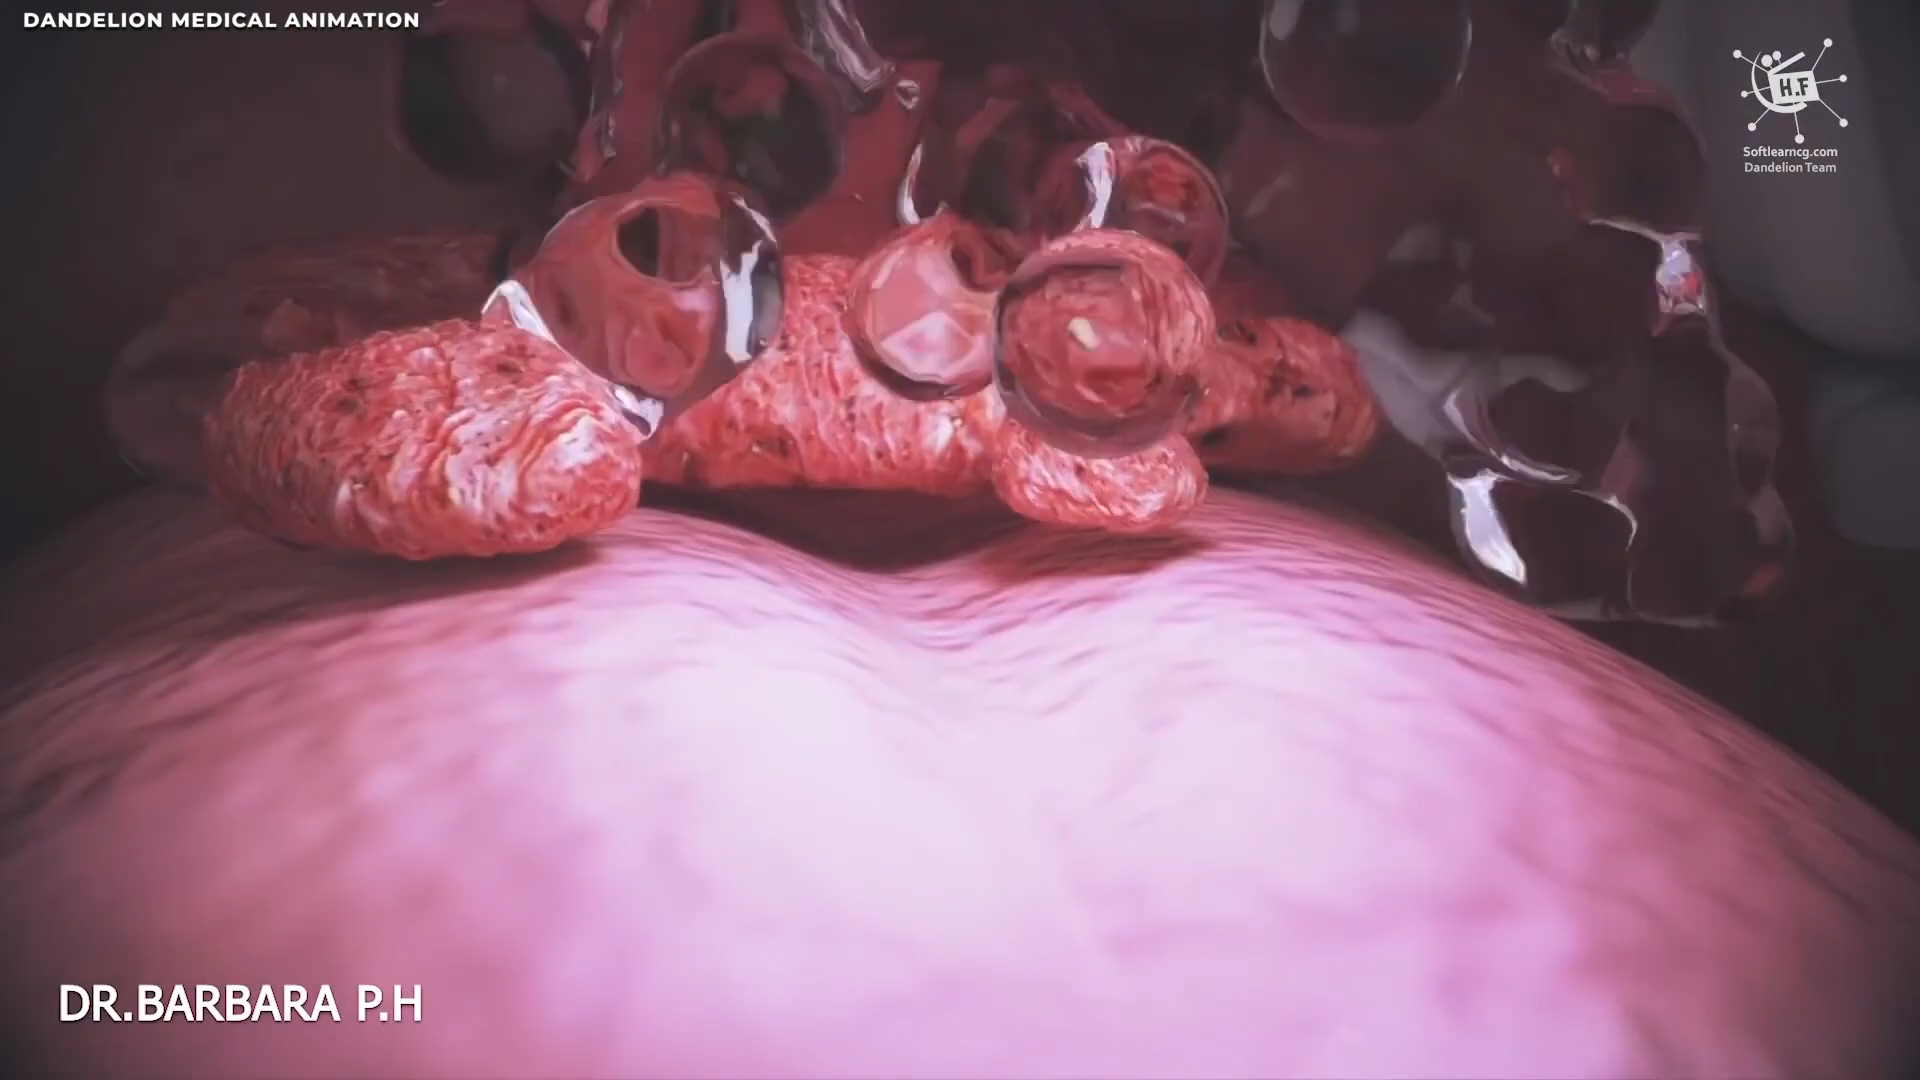 DANDELION MEDICAL ANIMATION
H.F
Softlearncg.com
Dandelion Team
DR.BARBARA P.H